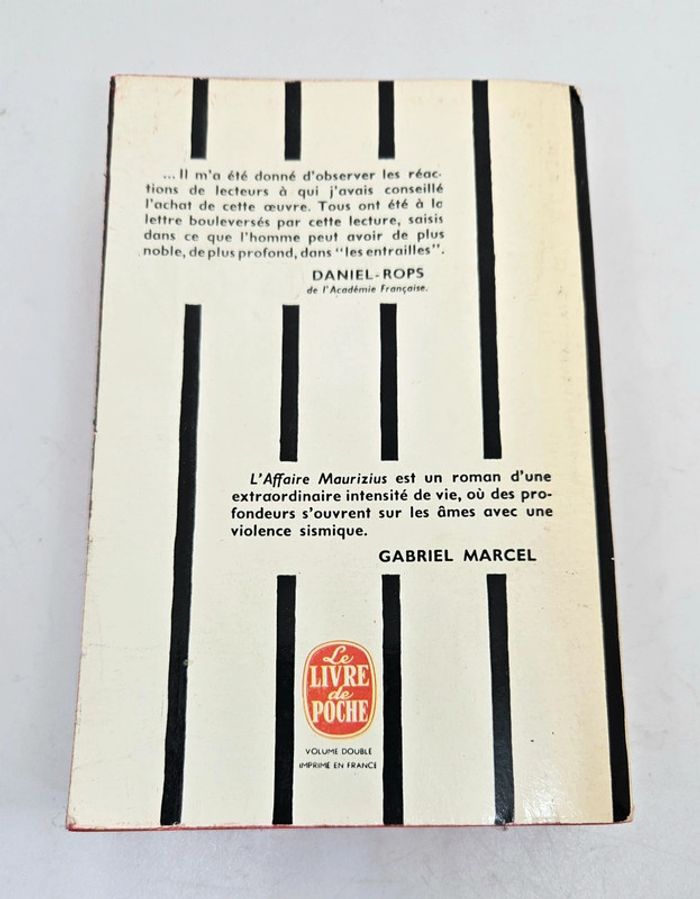 ...Il m'a été donné d'observer les réac-
tions de lecteurs à qui j'avais conseillé
l'achat de cette œuvre. Tous ont été à la
lettre bouleversés par cette lecture, saisis
dans ce que l'homme peut avoir de plus
noble, de plus profond, dans "les entrailles".
DANIEL-ROPS
de l'Académie Française.
L'Affaire Maurizius est un roman d'une
extraordinaire intensité de vie, où des pro-
fondeurs s'ouvrent sur les âmes avec une
violence sismique.
GABRIEL MARCEL
Le
LIVRE
de
POCHE
VOLUME DOUBLE
IMPRIMÉ EN FRANCE